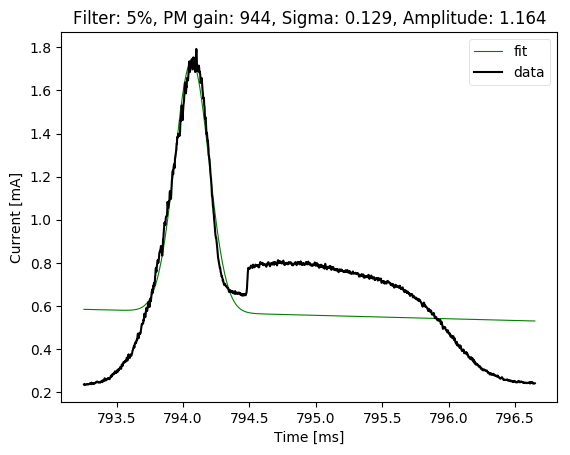 Filter: 5%, PM gain: 944, Sigma: 0.129, Amplitude: 1.164
fit
data
Current [mA]
1.8
1.6
1.4
1.2
1.0
0.8
0.6
0.4
0.2
793.5 794.0 794.5 795.0 795.5 796.0 796.5
Time [ms]